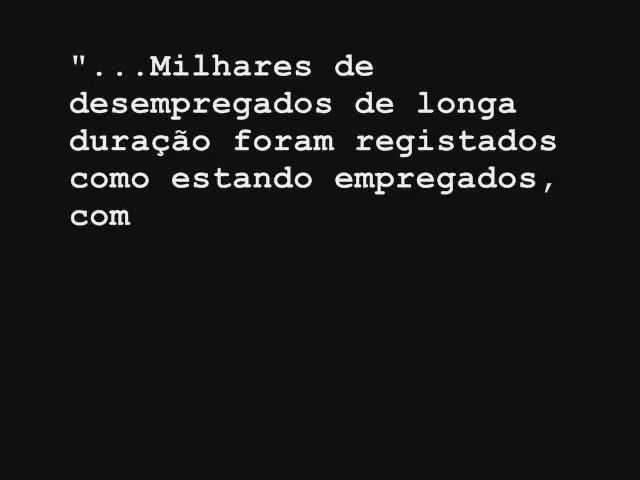 "...Milhares de
desempregados de longa
duração foram registados
como estando empregados,
com